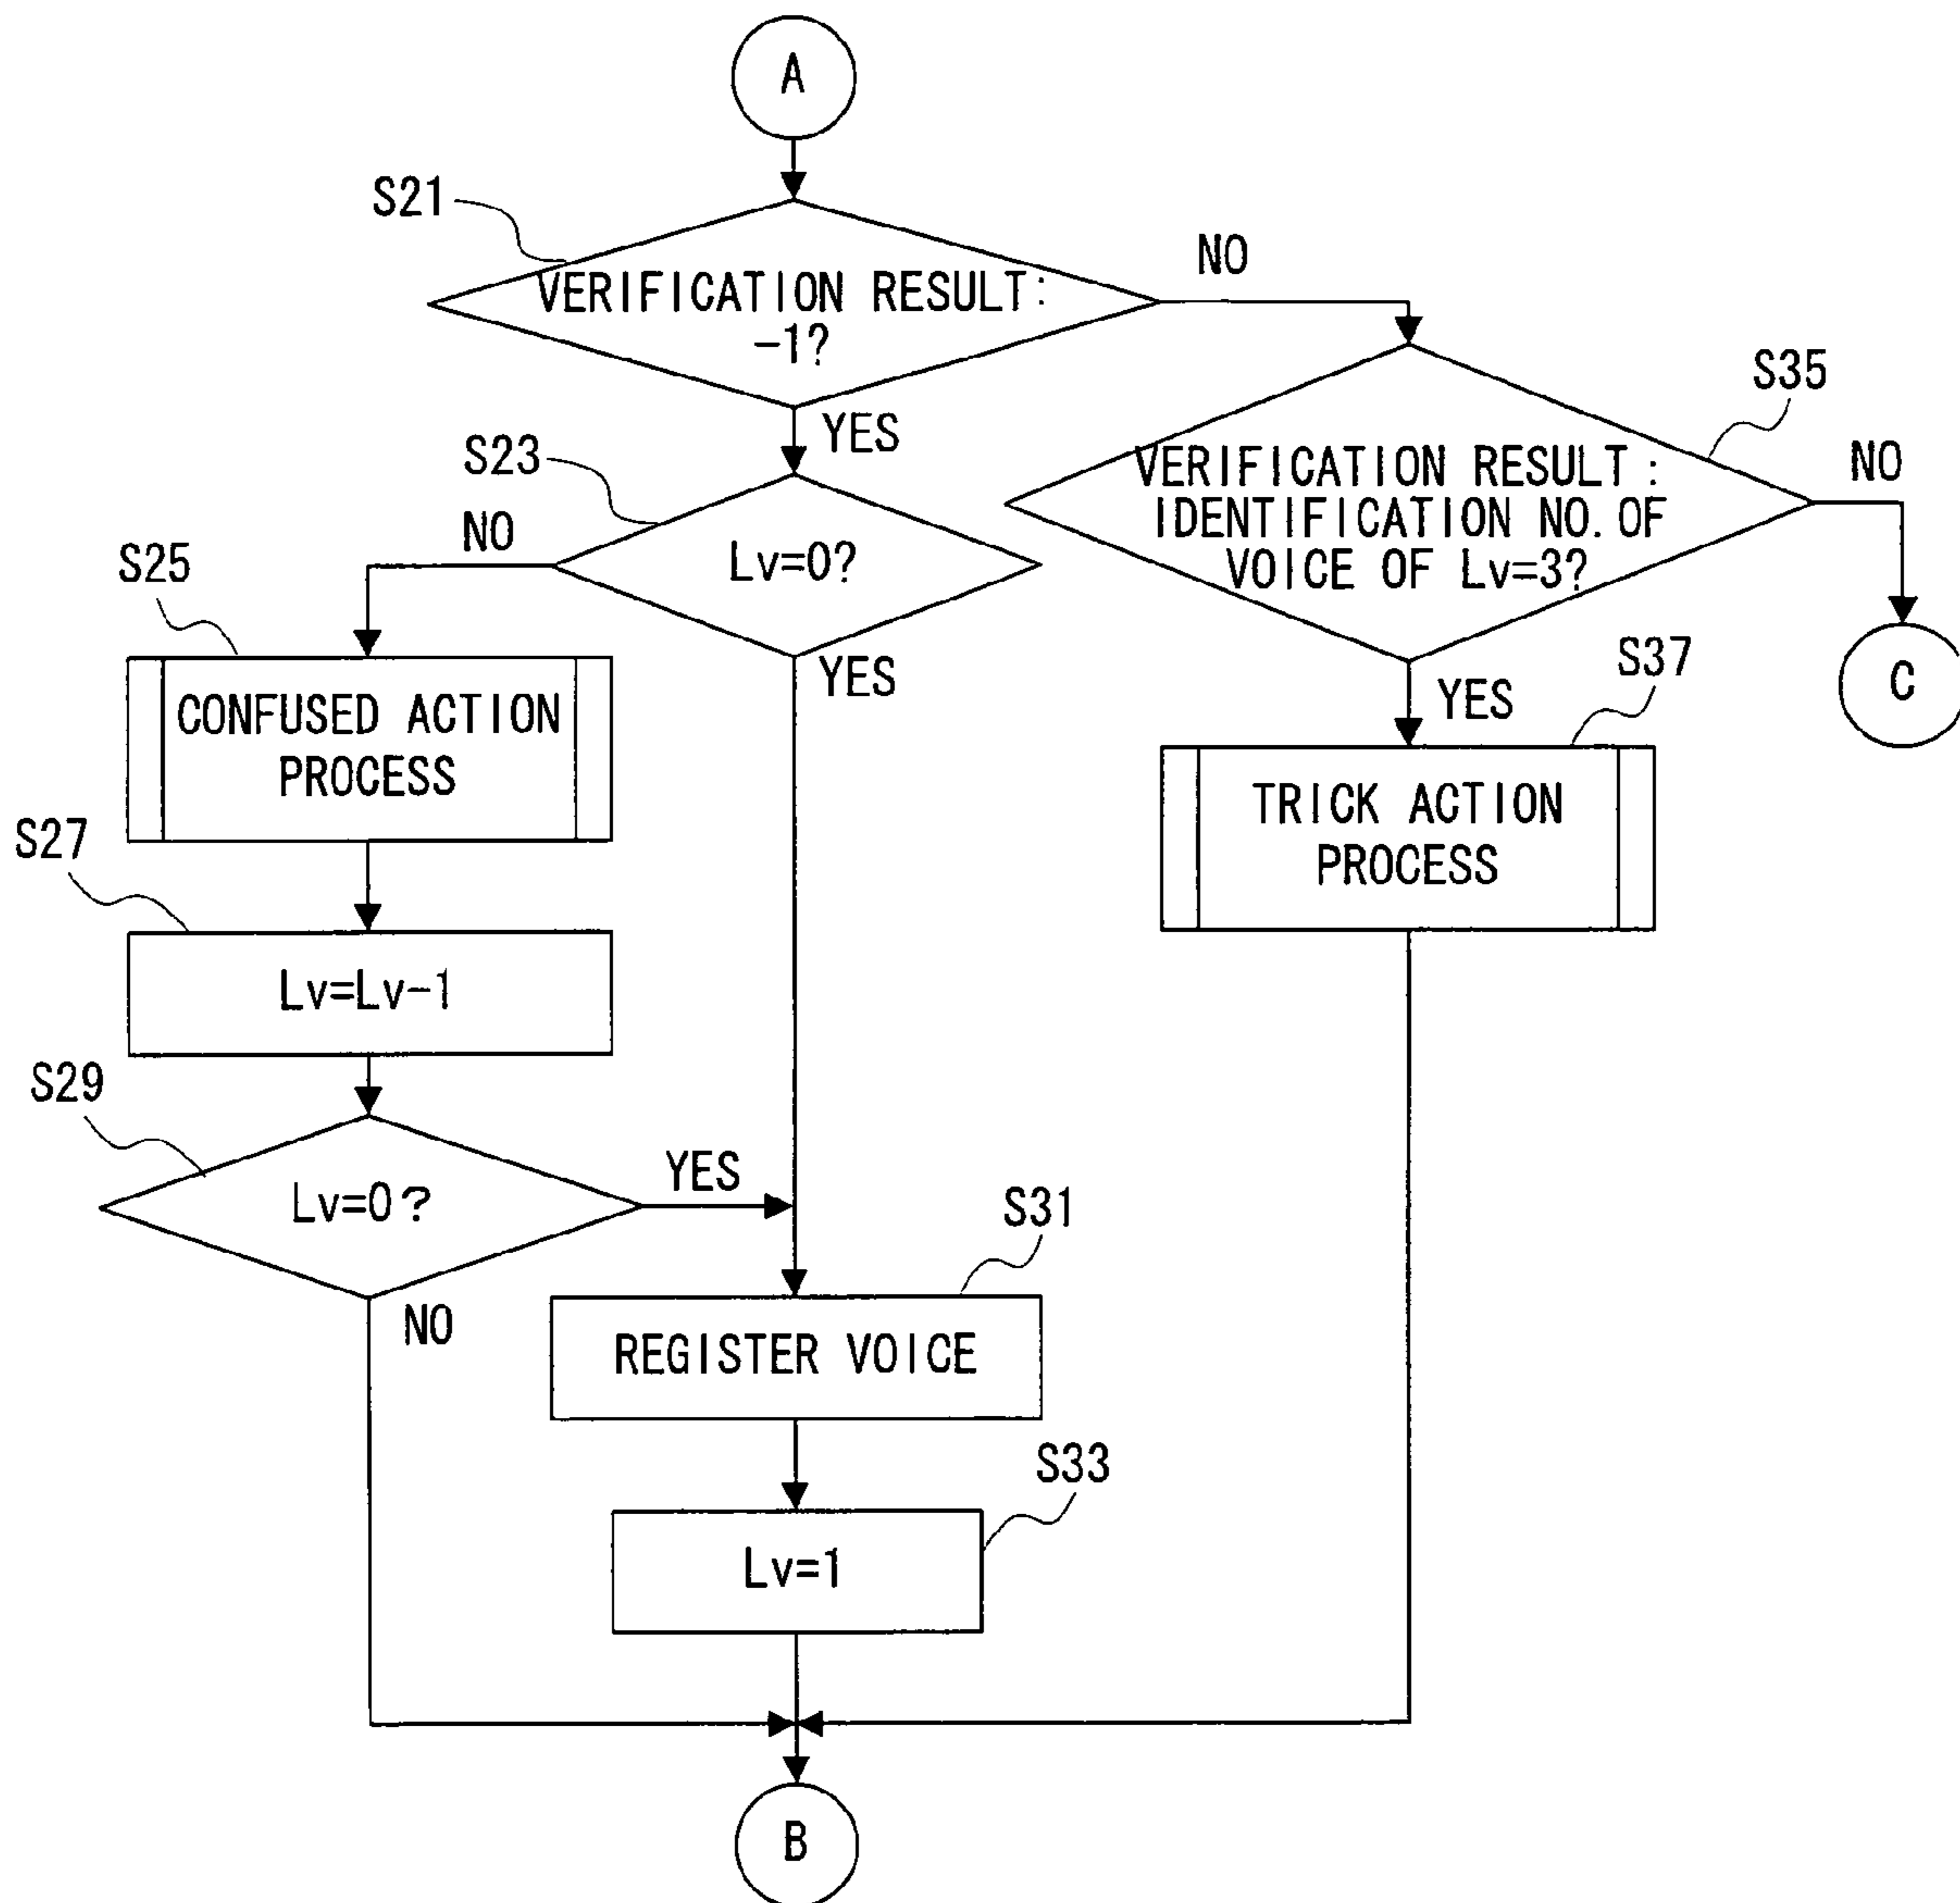 A
S21
NO
VERIFICATION RESULT:
-1?
S35
YES
S23
NO
VERIFICATION RESULT:
IDENTIFICATION NO. OF
VOICE OF Lv=3?
NO
S25
Lv=0?
YES
S37
C
CONFUSED ACTION
PROCESS
YES
TRICK ACTION
PROCESS
S27
Lv=Lv-1
S29
YES
S31
Lv=0?
NO
REGISTER VOICE
S33
Lv=1
B